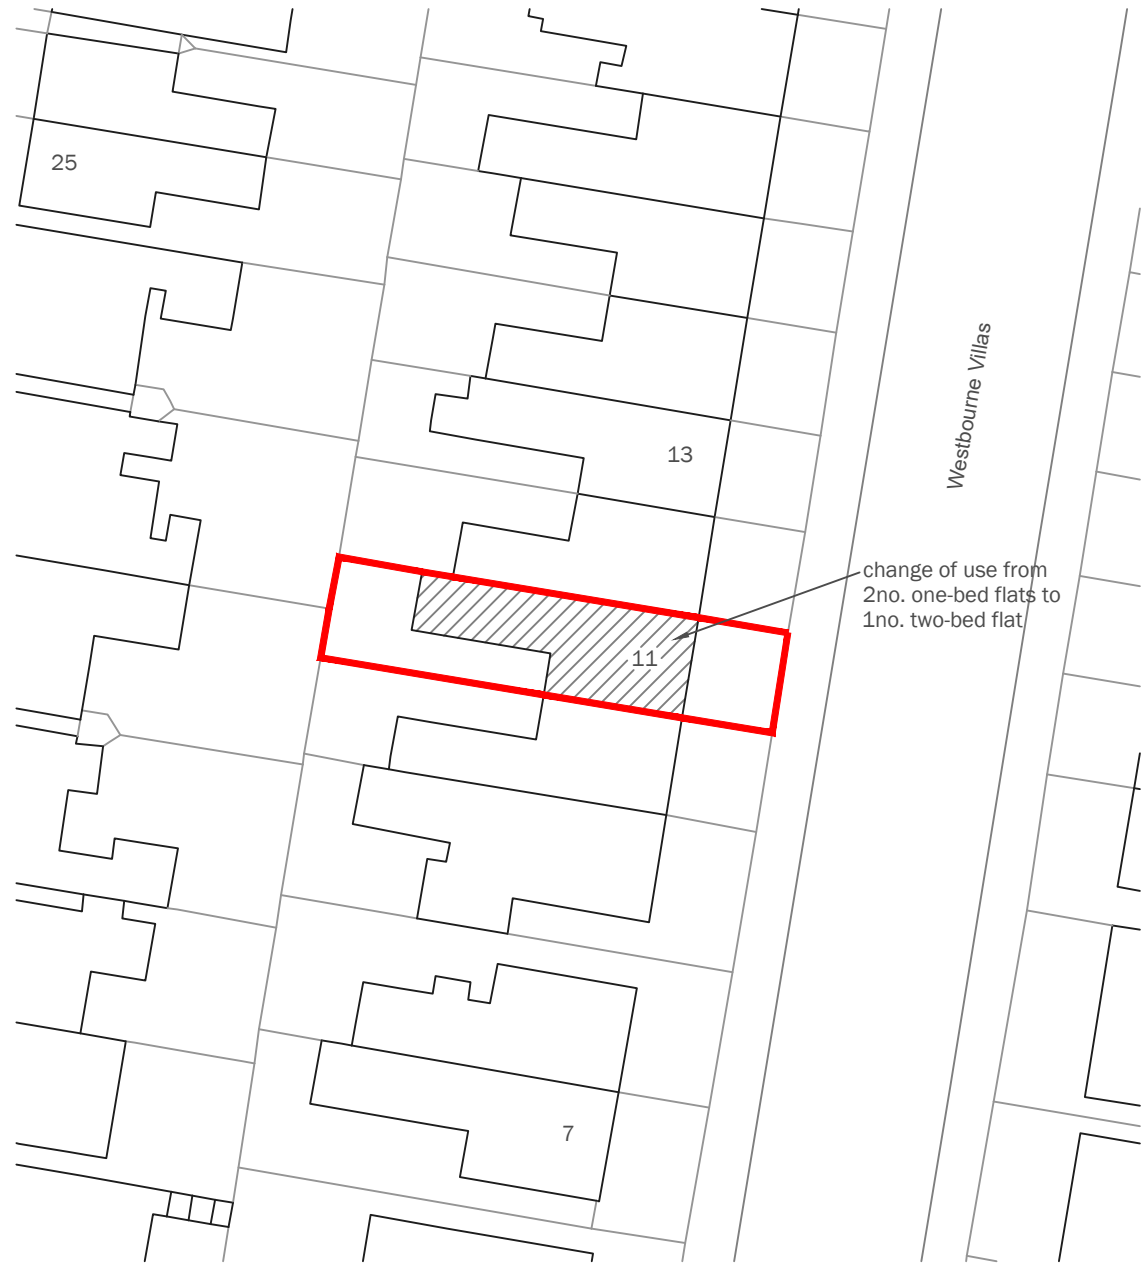 25
Westbourne Villas
13
change of use from
2no. one-bed flats to
1no. two-bed flat
11
7